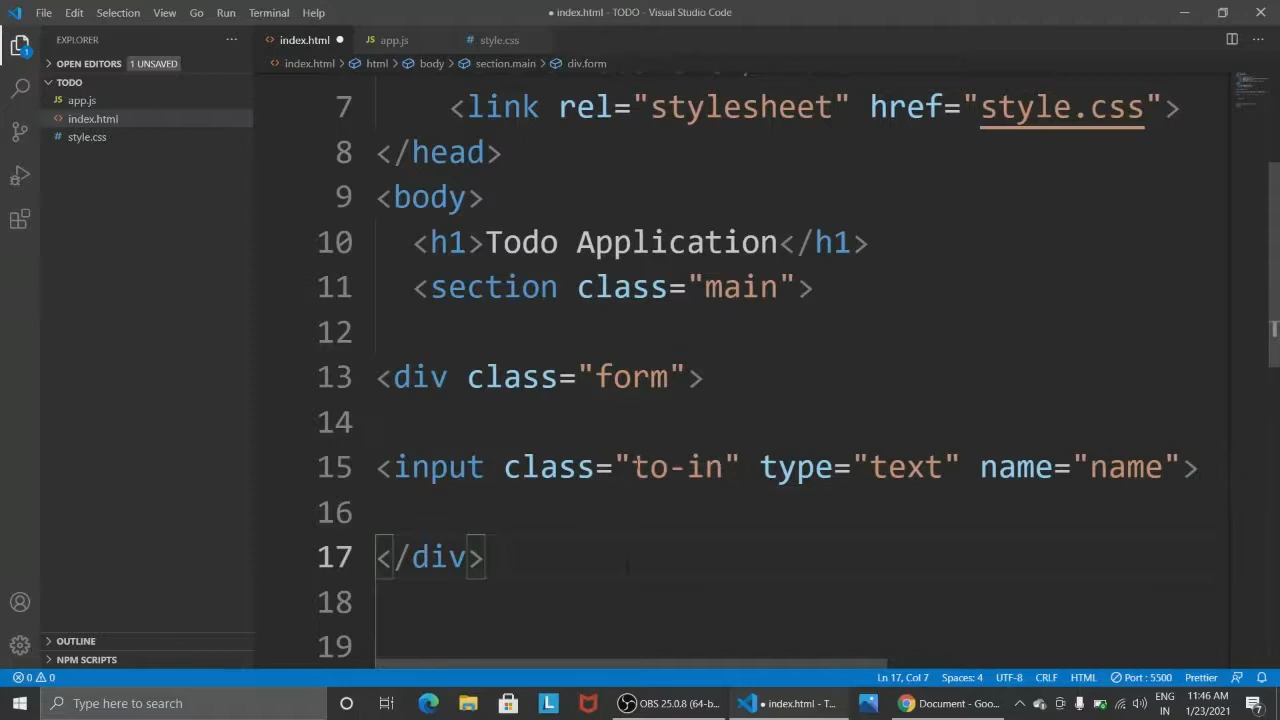 File Edit Selection View Go Run Terminal Help
● index.html - TODO - Visual Studio Code
EXPLORER
OPEN EDITORS 1 UNSAVED
TODO
JS app.js
<> index.html
# style.css
OUTLINE
NPM SCRIPTS
<> index.html ● JS app.js # style.css
<> index.html > html > body > section.main > div.form
7 <link rel="stylesheet" href="style.css">
8 </head>
9 <body>
10 <h1>Todo Application</h1>
11 <section class="main">
12
13 <div class="form">
14
15 <input class="to-in" type="text" name="name">
16
17 </div>
18
19
0 0 Ln 17, Col 7 Spaces: 4 UTF-8 CRLF HTML Port : 5500 Prettier
Type here to search
OBS 25.0.8 (64-b...
● index.html - T...
Document - Goo...
ENG
IN
11:46 AM
1/23/2021